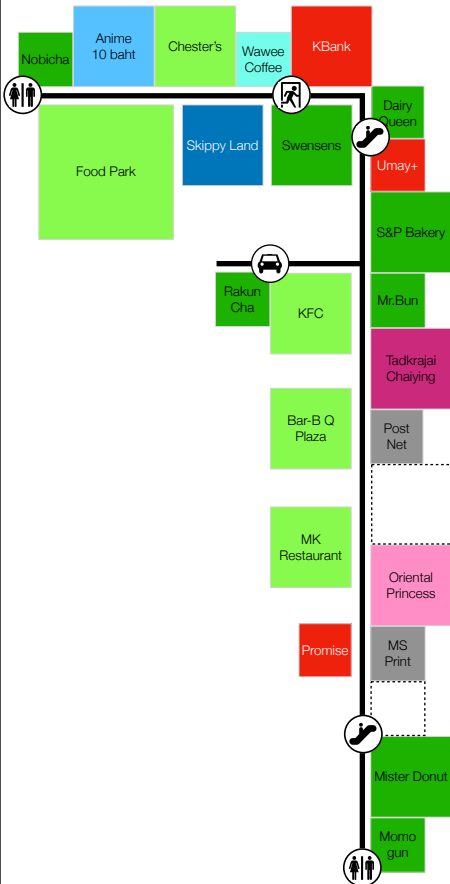 Nobicha
Anime
10 baht
Chester's
Wawee
Coffee
KBank
Dairy
Queen
Umay+
Food Park
Skippy Land
Swensens
S&P Bakery
Rakun
Cha
KFC
Mr.Bun
Tadkrajai
Chaiying
Bar-B Q
Plaza
Post
Net
MK
Restaurant
Oriental
Princess
Promise
MS
Print
Mister Donut
Momo
gun